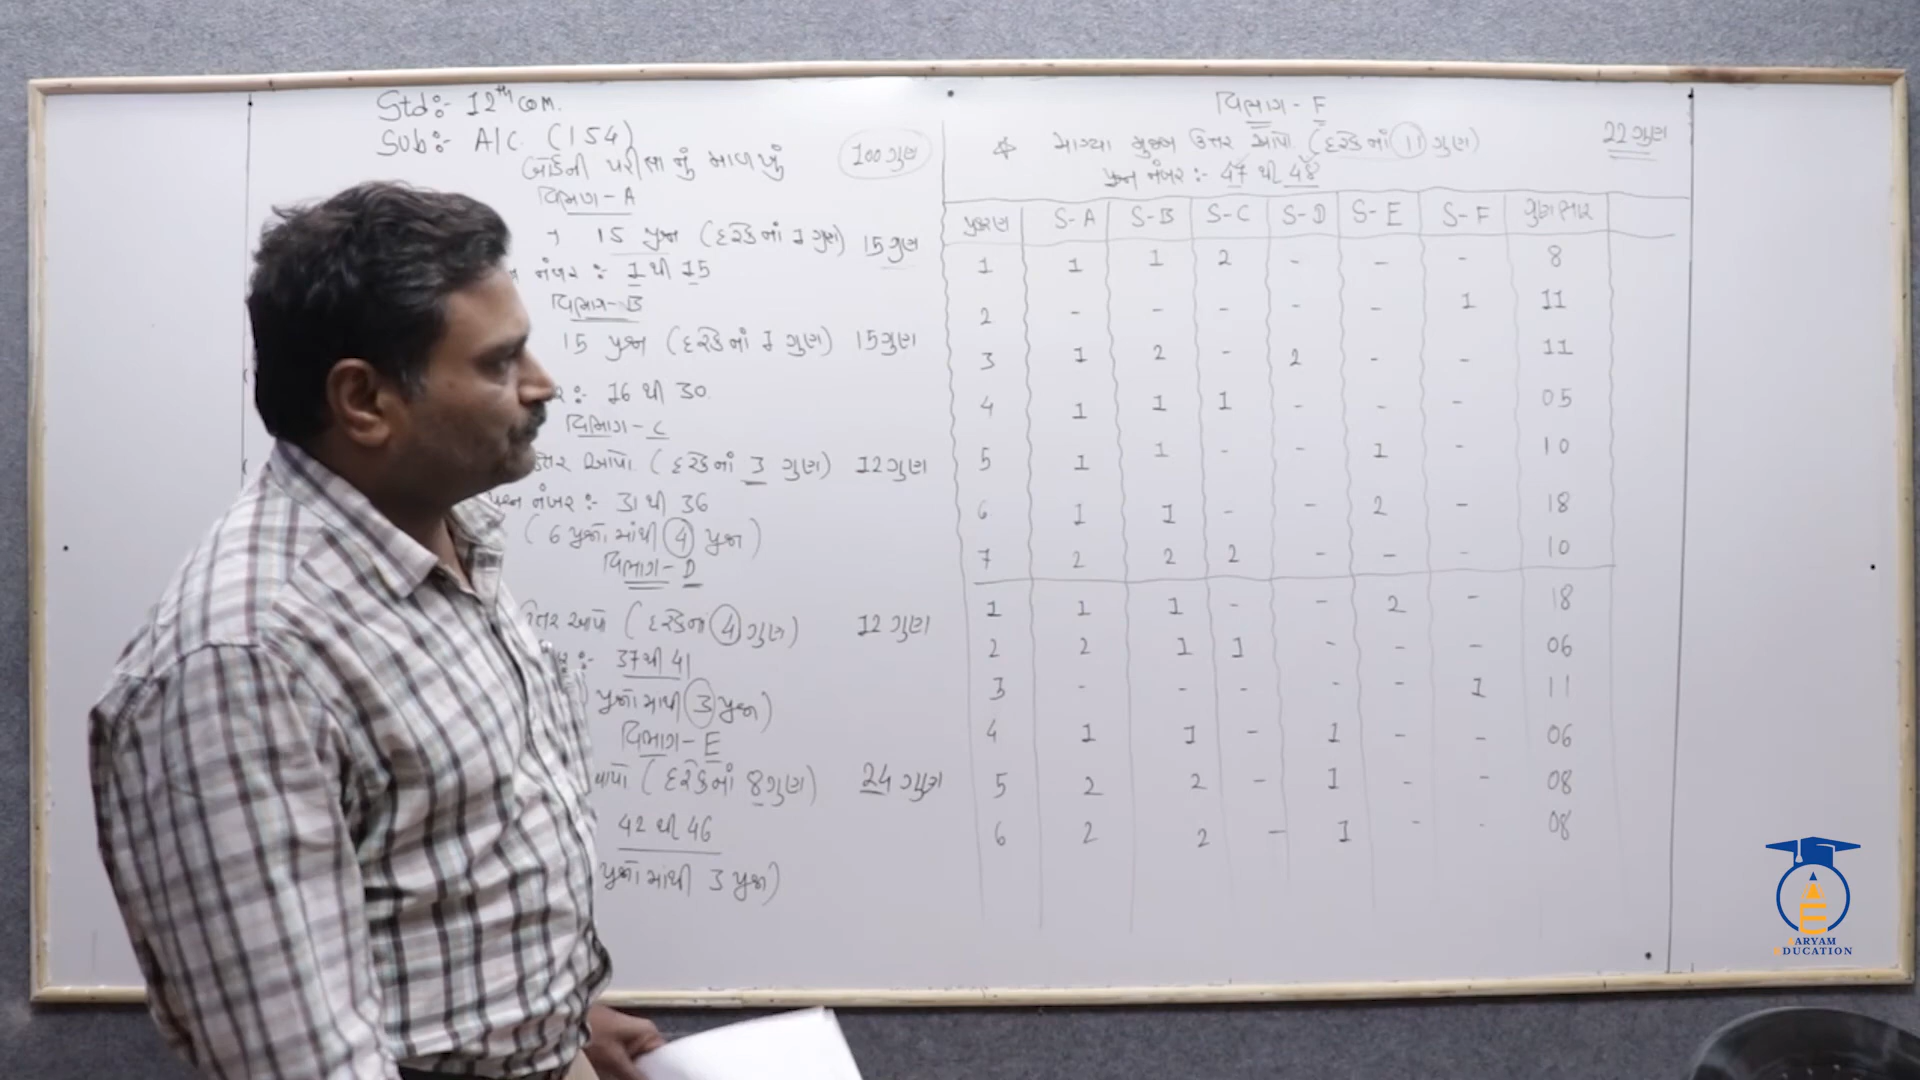 Std:- 12th com.
Sub:- A/C. (154)
બોર્ડની પરીક્ષાનું માળખું 100 ગુણ
વિભાગ - A
→ 15 પ્રશ્ન (દરેકનાં 1 ગુણ) 15 ગુણ
નંબર :- 1 થી 15
વિભાગ - B
15 પ્રશ્ન (દરેકનાં 1 ગુણ) 15 ગુણ
:- 16 થી 30
વિભાગ - C
આપો. (દરેકનાં 3 ગુણ) 12 ગુણ
નંબર :- 31 થી 36
(6 પ્રશ્નોમાંથી 4 પ્રશ્ન)
વિભાગ - D
આપો (દરેકનાં 4 ગુણ) 12 ગુણ
:- 37 થી 41
પ્રશ્નોમાંથી 3 પ્રશ્ન)
વિભાગ - E
(દરેકનાં 8 ગુણ) 24 ગુણ
42 થી 46
પ્રશ્નોમાંથી 3 પ્રશ્નો)
વિભાગ - F
* માગ્યા મુજબ ઉત્તર આપો. (દરેકનાં 11 ગુણ) 22 ગુણ
પ્રશ્ન નંબર :- 47 થી 48
પ્રકરણ S-A S-B S-C S-D S-E S-F ગુણભાર
1 1 1 2 - - - 8
2 - - - - - 1 11
3 1 2 - 2 - - 11
4 1 1 1 - - - 05
5 1 1 - - 1 - 10
6 1 1 - - 2 - 18
7 2 2 2 - - - 10
1 1 1 - - 2 - 18
2 2 1 1 - - - 06
3 - - - - - 1 11
4 1 1 - 1 - - 06
5 2 2 - 1 - - 08
6 2 2 - 1 - - 08
AARYAM
EDUCATION